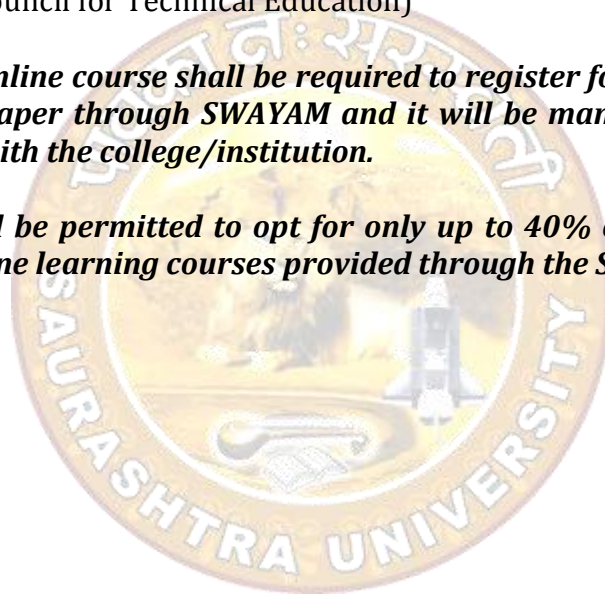 ouncil for Technical Education)
nline course shall be required to register fo
aper through SWAYAM and it will be man
ith the college/institution.
l be permitted to opt for only up to 40%
ne learning courses provided through the S
SAURASHTRA UNIVERSITY